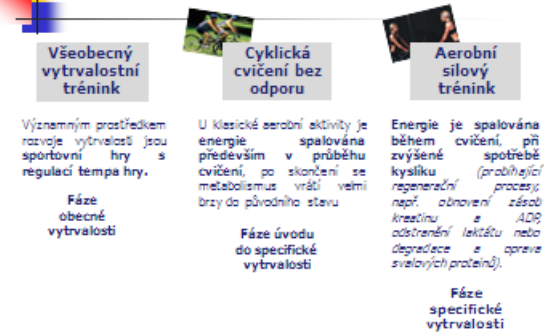 Všeobecný
vytrvalostní
trénink
Významným prostředkem
rozvoje vytrvalosti jsou
sportovní hry s
regulací tempa hry.
Fáze
obecné
vytrvalosti
Cyklická
cvičení bez
odporu
U klasické aerobní aktivity je
energie spalována
především v průběhu
cvičení, po skončení se
metabolismus vrátí velmi
brzy do původního stavu
Fáze úvodu
do specifické
vytrvalosti
Aerobní
silový
trénink
Energie je spalována
během cvičení, při
zvýšené spotřebě
kyslíku (probíhající
regenerační procesy,
např. obnovení zásob
kreatinu a ADP,
odstranění laktátu nebo
degradace a oprava
svalových proteinů).
Fáze
specifické
vytrvalosti